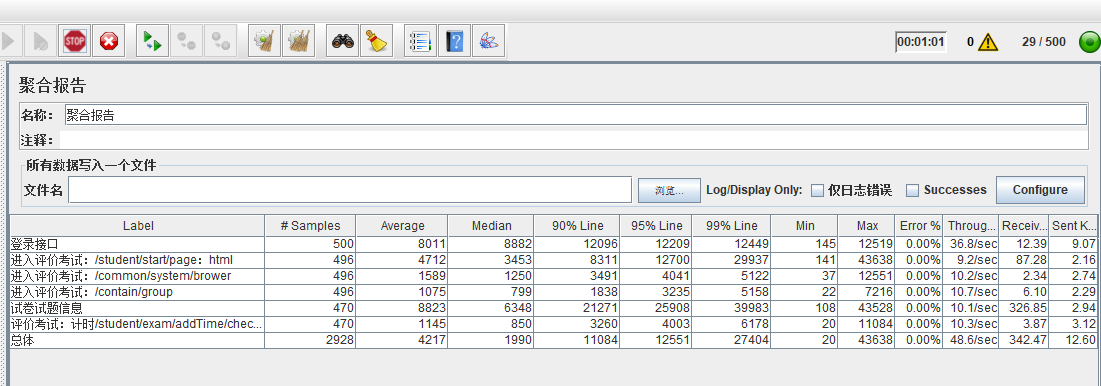 STOP 00:01:01 0 29 / 500
聚合报告
名称： 聚合报告
注释：
所有数据写入一个文件
文件名 浏览... Log/Display Only: 仅日志错误 Successes Configure
Label # Samples Average Median 90% Line 95% Line 99% Line Min Max Error % Throug... Receiv... Sent K...
登录接口 500 8011 8882 12096 12209 12449 145 12519 0.00% 36.8/sec 12.39 9.07
进入评价考试：/student/start/page：html 496 4712 3453 8311 12700 29937 141 43638 0.00% 9.2/sec 87.28 2.16
进入评价考试：/common/system/brower 496 1589 1250 3491 4041 5122 37 12551 0.00% 10.2/sec 2.34 2.74
进入评价考试：/contain/group 496 1075 799 1838 3235 5158 22 7216 0.00% 10.7/sec 6.10 2.29
试卷试题信息 470 8823 6348 21271 25908 39983 108 43528 0.00% 10.1/sec 326.85 2.94
评价考试：计时/student/exam/addTime/chec... 470 1145 850 3260 4003 6178 20 11084 0.00% 10.3/sec 3.87 3.12
总体 2928 4217 1990 11084 12551 27404 20 43638 0.00% 48.6/sec 342.47 12.60